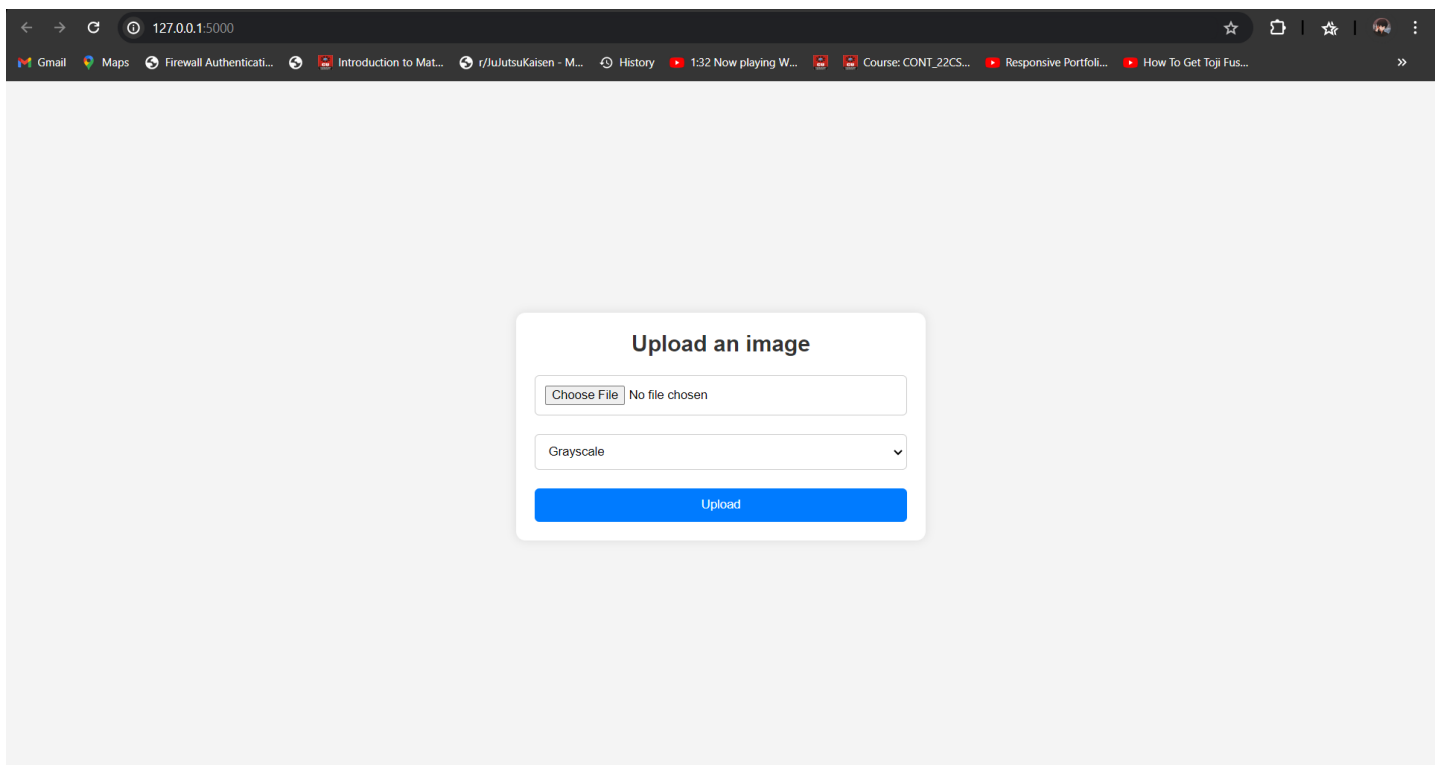 127.0.0.1:5000
Gmail Maps Firewall Authenticati... Introduction to Mat... r/JuJutsuKaisen - M... History 1:32 Now playing W... Course: CONT_22CS... Responsive Portfoli... How To Get Toji Fus...
Upload an image
Choose File No file chosen
Grayscale
Upload